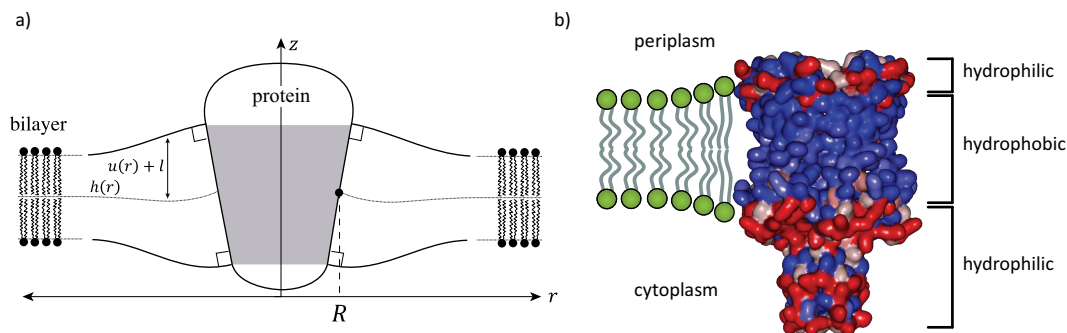 a)
z
protein
bilayer
u(r) + l
h(r)
r
R
b)
periplasm
hydrophilic
hydrophobic
hydrophilic
cytoplasm